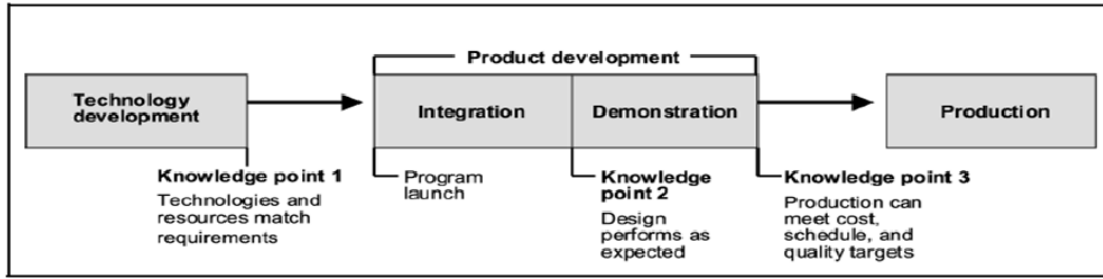 Product development
Technology
development
Integration
Demonstration
Production
Knowledge point 1
Technologies and
resources match
requirements
Program
launch
Knowledge
point 2
Design
performs as
expected
Knowledge point 3
Production can
meet cost,
schedule, and
quality targets